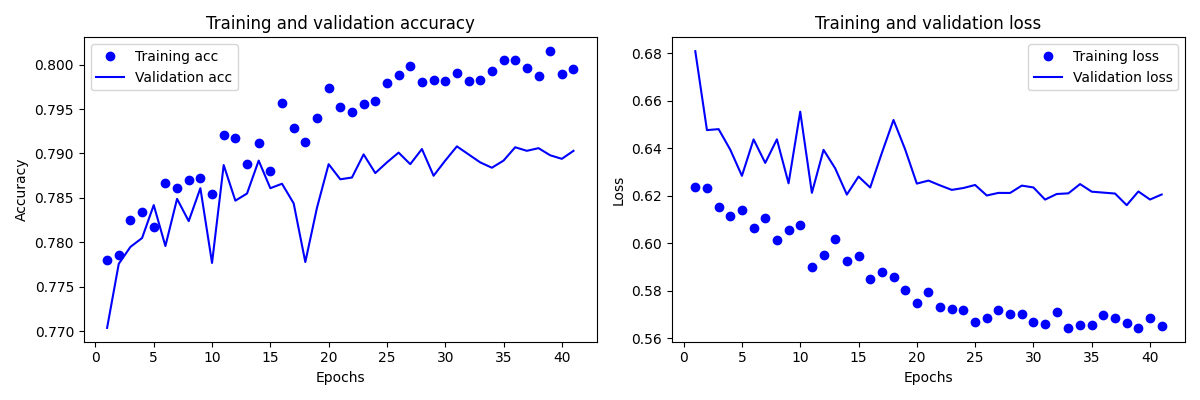 Training and validation accuracy
Training acc
Validation acc
0.800
0.795
0.790
0.785
0.780
0.775
0.770
Accuracy
0 5 10 15 20 25 30 35 40
Epochs
Training and validation loss
Training loss
Validation loss
0.68
0.66
0.64
0.62
0.60
0.58
0.56
Loss
0 5 10 15 20 25 30 35 40
Epochs